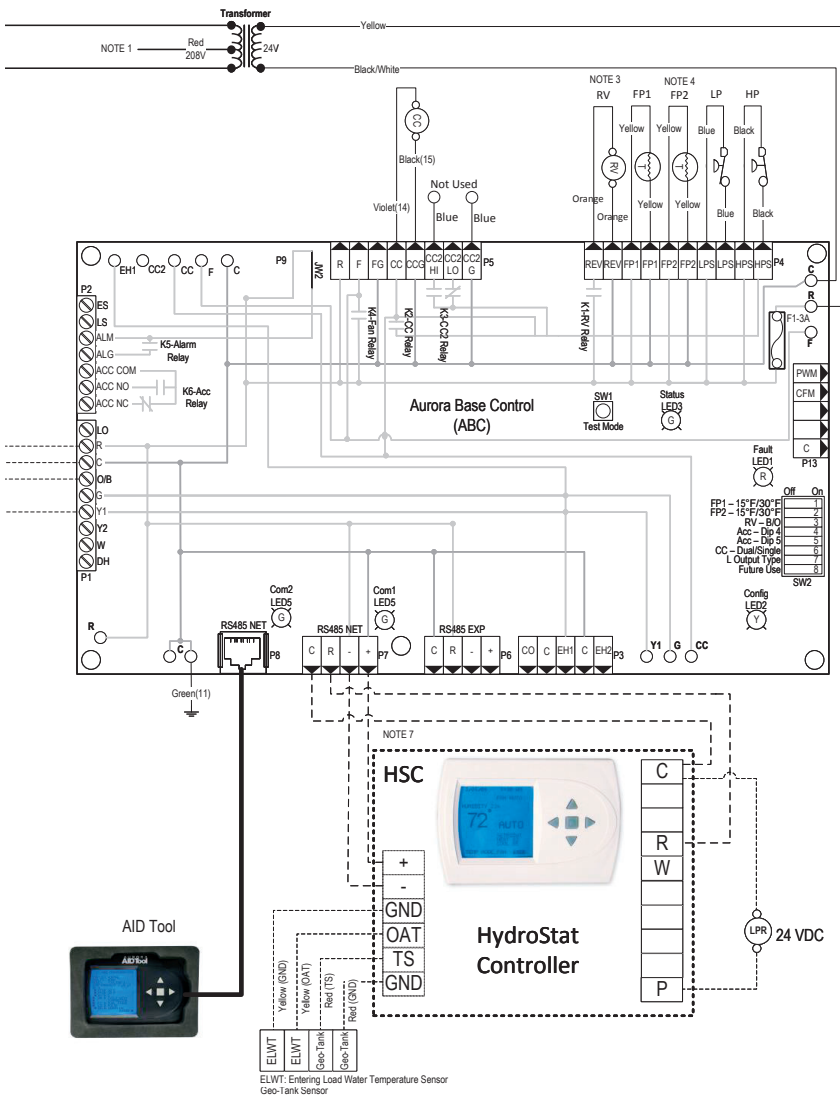 Transformer
Yellow
NOTE 1
Red
208V
24V
Black/White
NOTE 3
RV
FP1
NOTE 4
FP2
LP
HP
CC
Yellow
Yellow
Blue
Black
RV
T
T
Black(15)
Not Used
Violet(14)
Blue
Blue
Orange
Orange
Yellow
Yellow
Blue
Black
EH1
CC2
CC
F
C
P9
JW2
R
F
FG
CC
CCG
CC2 HI
CC2 LO
CC2 G
P5
REV
REV
FP1
FP1
FP2
FP2
LPS
LPS
HPS
HPS
P4
C
R
F1-3A
F
P2
ES
LS
ALM
ALG
ACC COM
ACC NO
ACC NC
K5-Alarm
Relay
K6-Acc
Relay
K4-Fan Relay
K2-CC Relay
K3-CC2 Relay
K1-RV Relay
PWM
CFM
C
P13
Aurora Base Control
(ABC)
SW1
Test Mode
Status
LED3
G
Fault
LED1
R
LO
R
C
O/B
G
Y1
Y2
W
DH
P1
Off
On
FP1 – 15°F/30°F 1
FP2 – 15°F/30°F 2
RV – B/O 3
Acc – Dip 4 4
Acc – Dip 5 5
CC – Dual/Single 6
L Output Type 7
Future Use 8
SW2
Config
LED2
Y
Com2
LED5
G
Com1
LED5
G
R
C
RS485 NET
P8
RS485 NET
C
R
-
+
P7
RS485 EXP
C
R
-
+
P6
CO
C
EH1
C
EH2
P3
Y1
G
CC
Green(11)
NOTE 7
HSC
72°
AUTO
C
R
W
P
+
-
GND
OAT
TS
GND
HydroStat
Controller
LPR
24 VDC
AID Tool
Yellow (GND)
Yellow (OAT)
Red (TS)
Red (GND)
ELWT
ELWT
Geo-Tank
Geo-Tank
ELWT: Entering Load Water Temperature Sensor
Geo-Tank Sensor